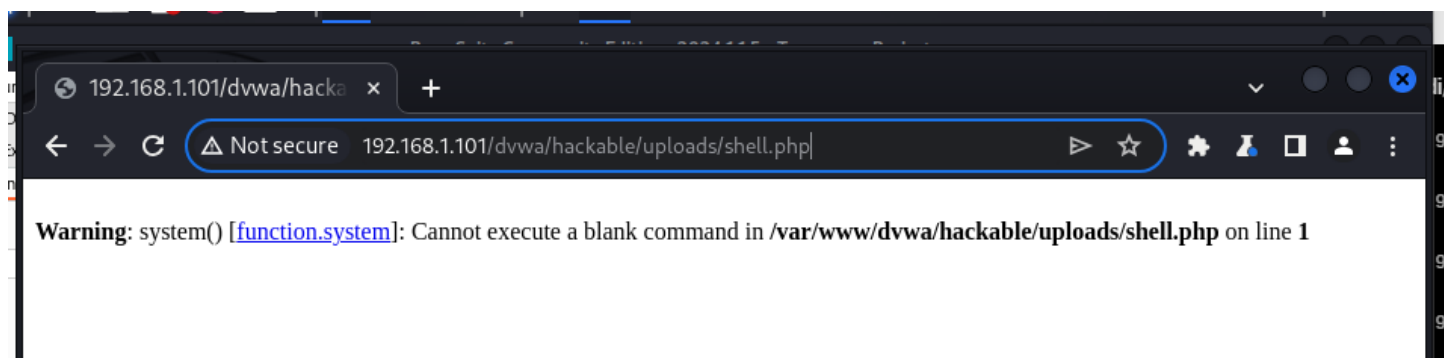 192.168.1.101/dvwa/hacka
Not secure 192.168.1.101/dvwa/hackable/uploads/shell.php
Warning: system() [function.system]: Cannot execute a blank command in /var/www/dvwa/hackable/uploads/shell.php on line 1